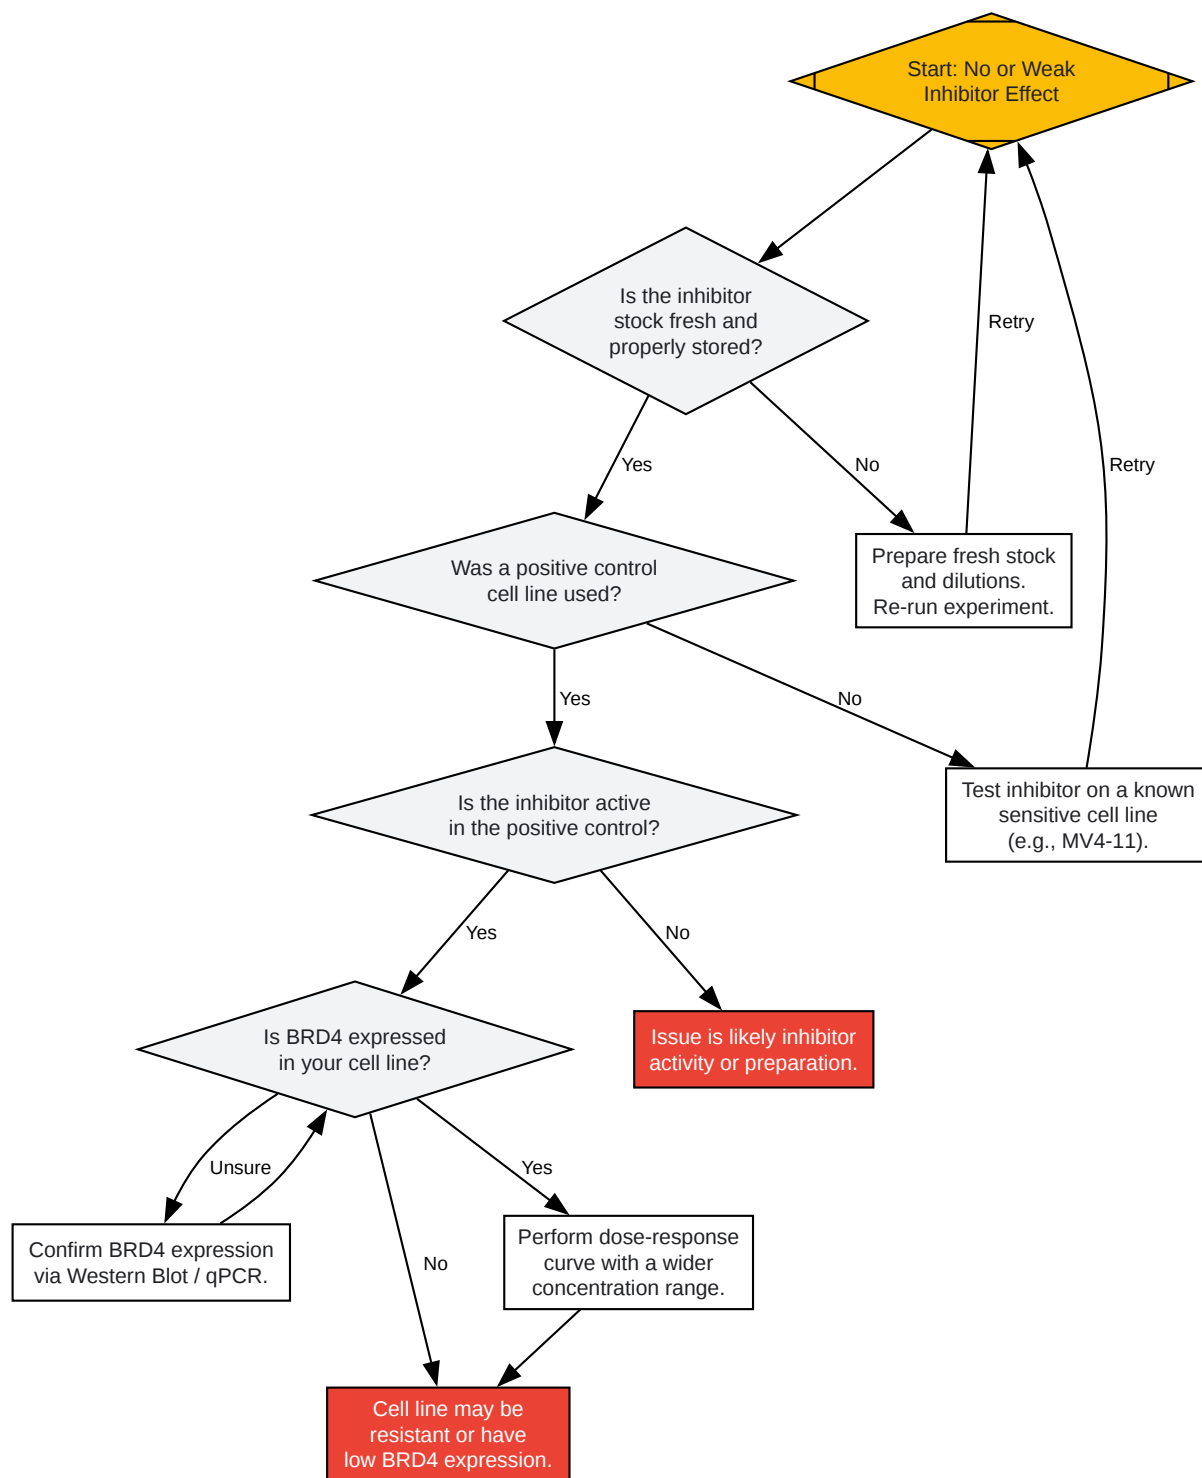 Start: No or Weak
Inhibitor Effect
Is the inhibitor
stock fresh and
properly stored?
Retry
Yes
No
Retry
Was a positive control
cell line used?
Prepare fresh stock
and dilutions.
Re-run experiment.
Yes
No
Is the inhibitor active
in the positive control?
Test inhibitor on a known
sensitive cell line
(e.g., MV4-11).
Yes
No
Is BRD4 expressed
in your cell line?
Issue is likely inhibitor
activity or preparation.
Unsure
Yes
No
Confirm BRD4 expression
via Western Blot / qPCR.
Perform dose-response
curve with a wider
concentration range.
Cell line may be
resistant or have
low BRD4 expression.